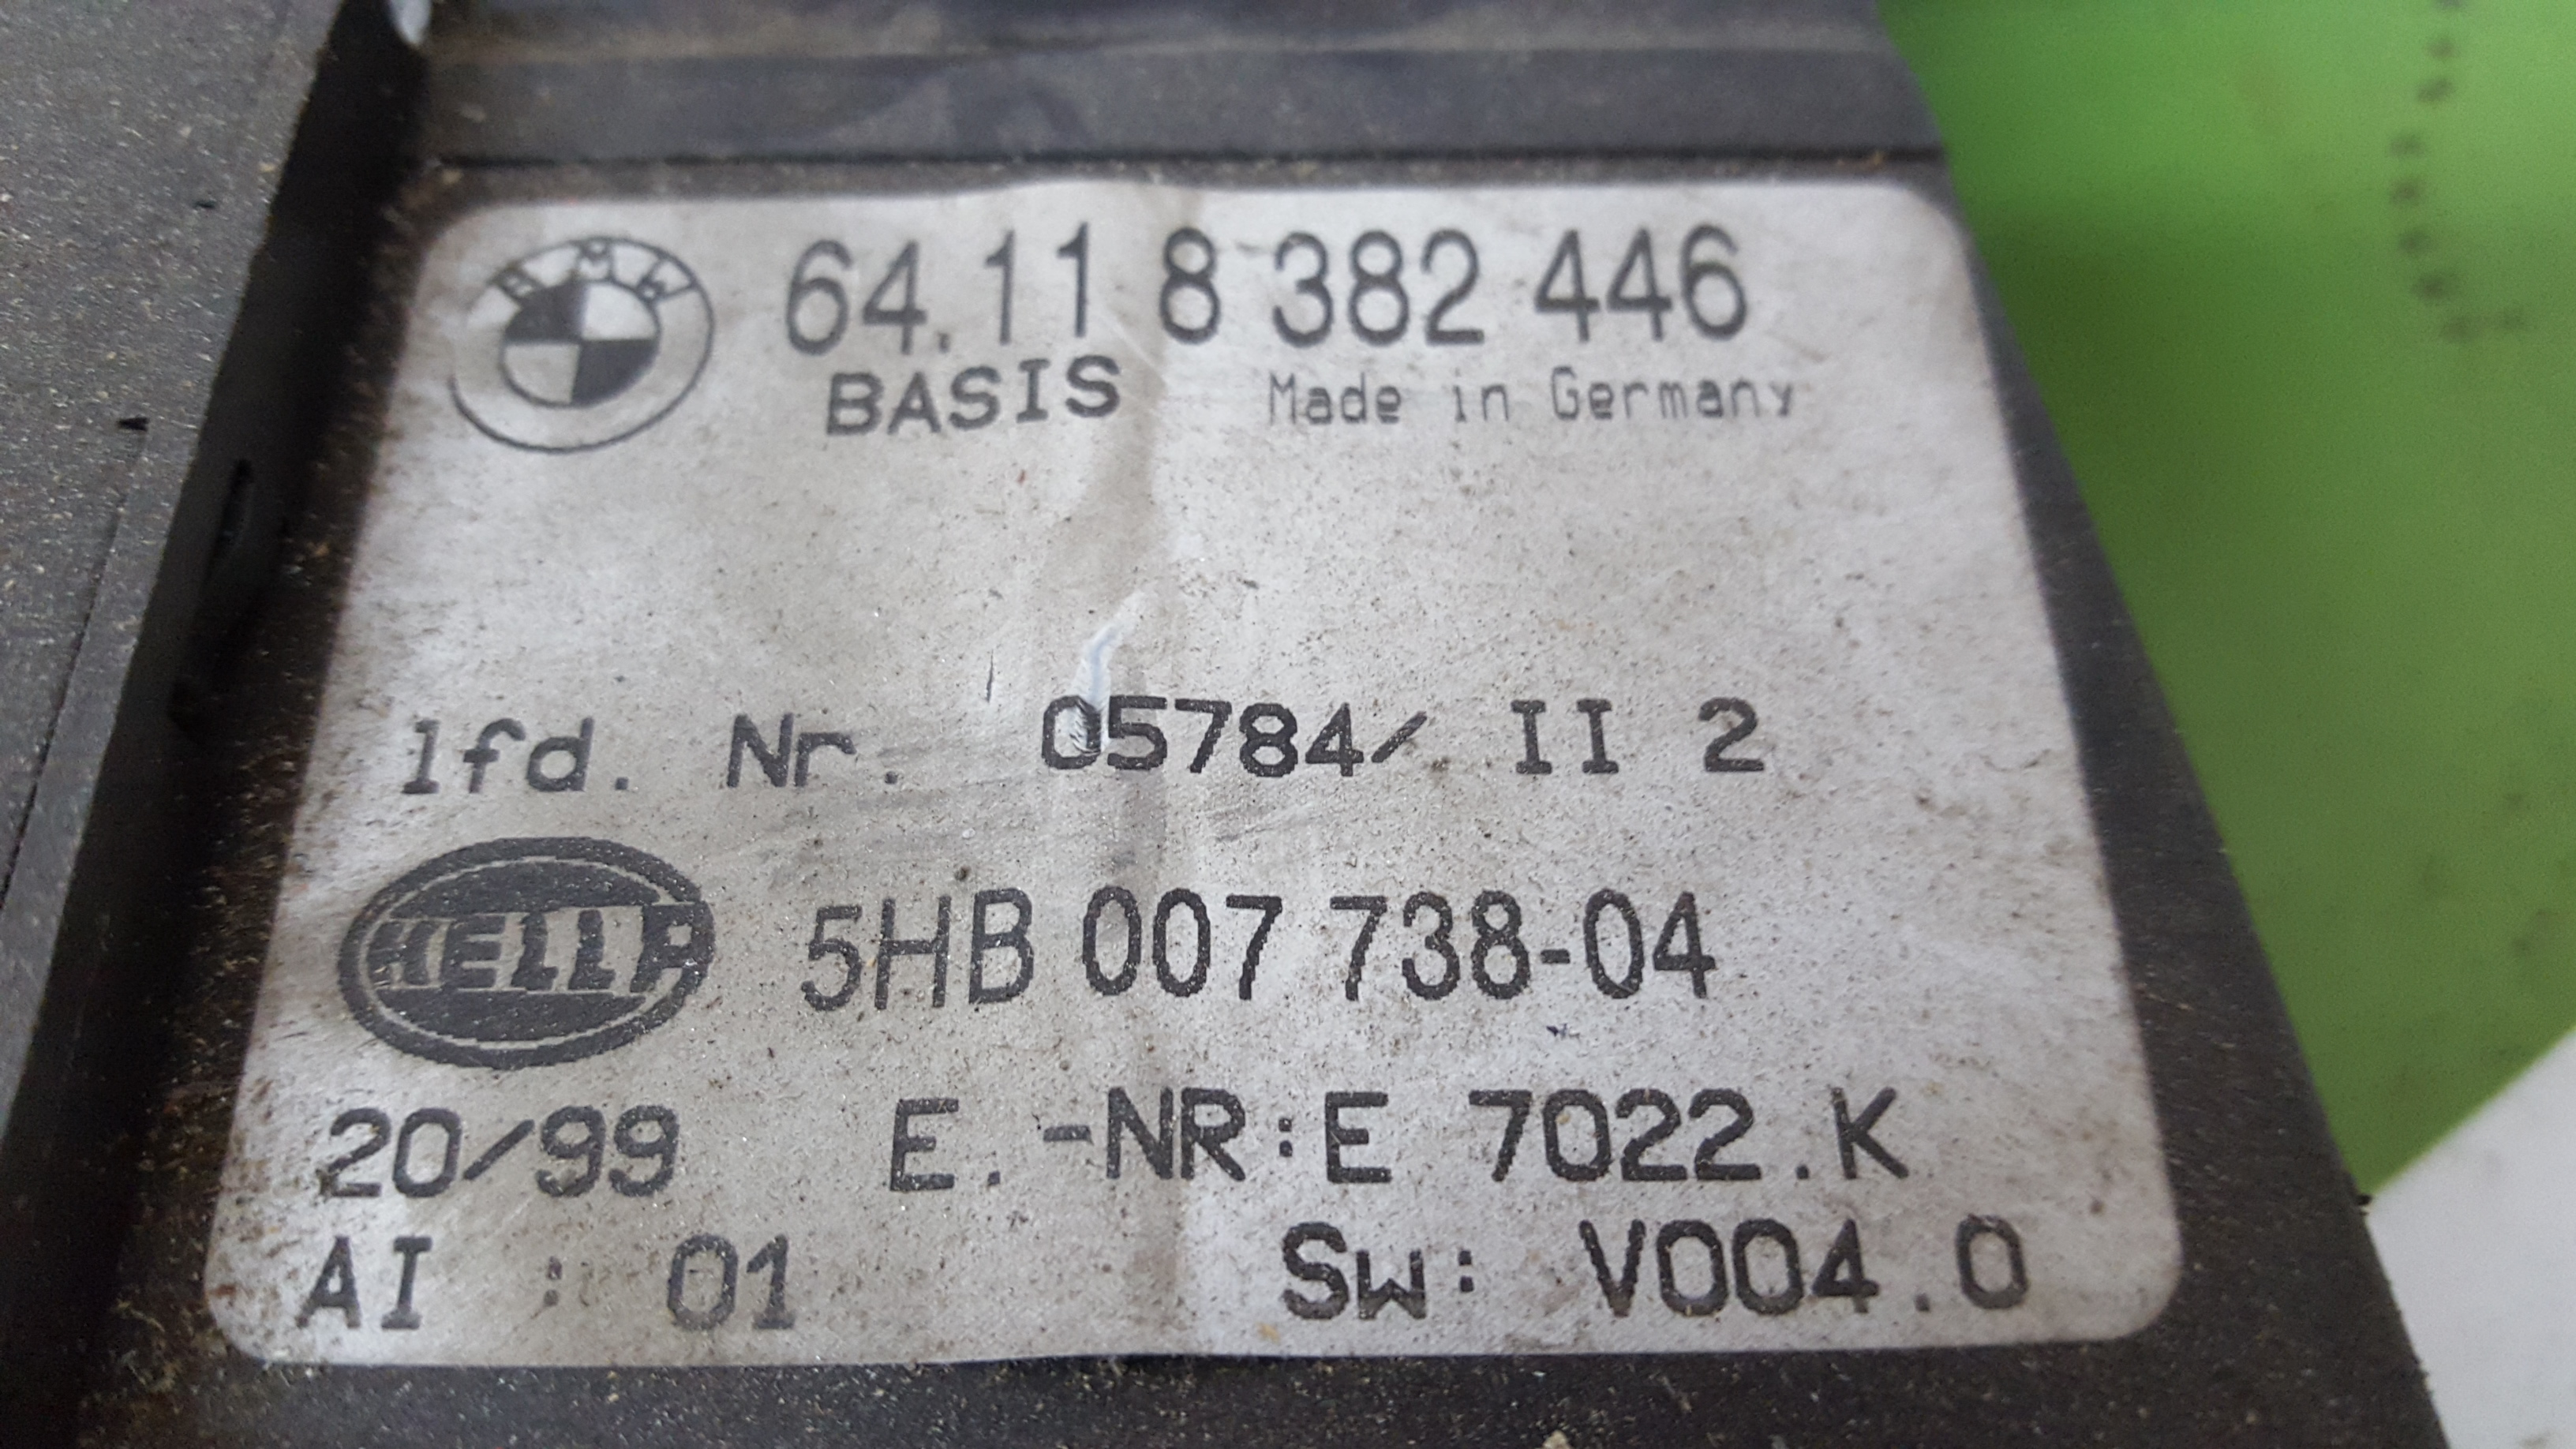 BMW 64.11 8 382 446
BASIS Made in Germany
lfd. Nr. 05784/ II 2
HELLA 5HB 007 738-04
20/99 E.-NR:E 7022.K
AI : 01 Sw: V004.0